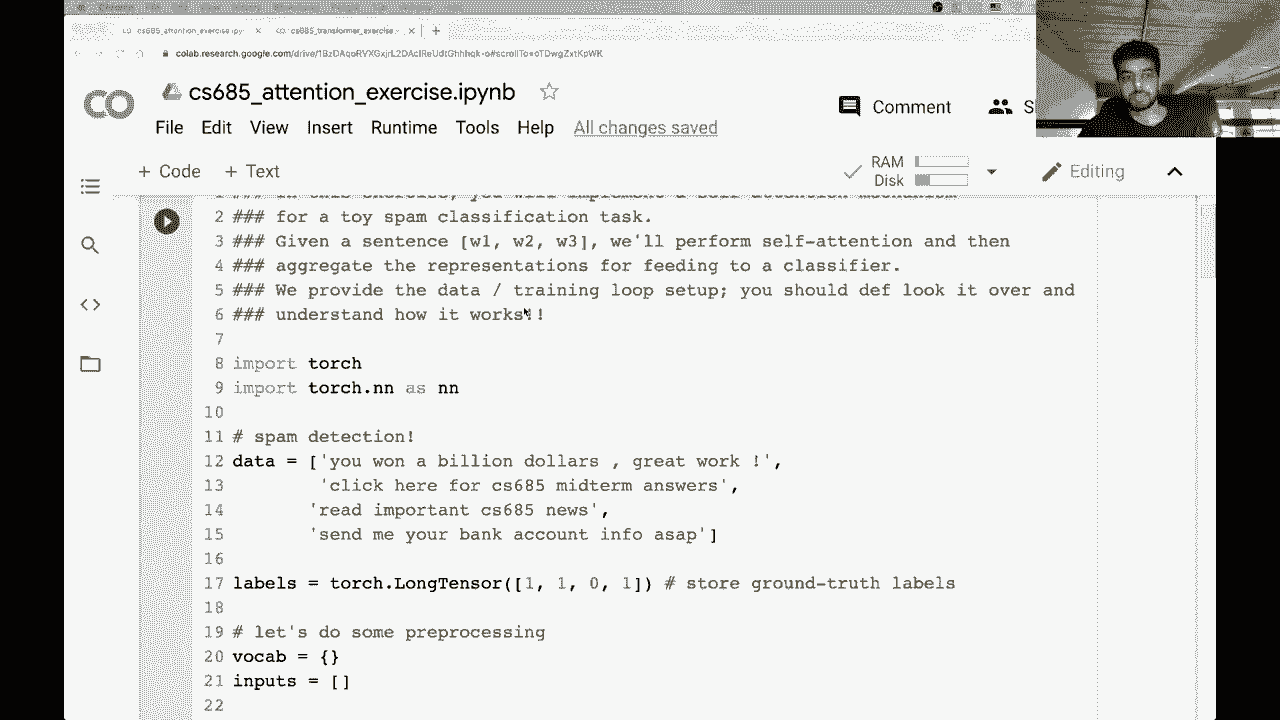 cs685_attention_exercise.ipynb
cs685_transformer_exercise
colab.research.google.com/drive/
CO
cs685_attention_exercise.ipynb
Comment
S
File Edit View Insert Runtime Tools Help All changes saved
+ Code + Text
RAM
Disk
Editing
2 ### for a toy spam classification task.
3 ### Given a sentence [w1, w2, w3], we'll perform self-attention and then
4 ### aggregate the representations for feeding to a classifier.
5 ### We provide the data / training loop setup; you should def look it over and
6 ### understand how it works!!
7
8 import torch
9 import torch.nn as nn
10
11 # spam detection!
12 data = ['you won a billion dollars , great work !',
13 'click here for cs685 midterm answers',
14 'read important cs685 news',
15 'send me your bank account info asap']
16
17 labels = torch.LongTensor([1, 1, 0, 1]) # store ground-truth labels
18
19 # let's do some preprocessing
20 vocab = {}
21 inputs = []
22